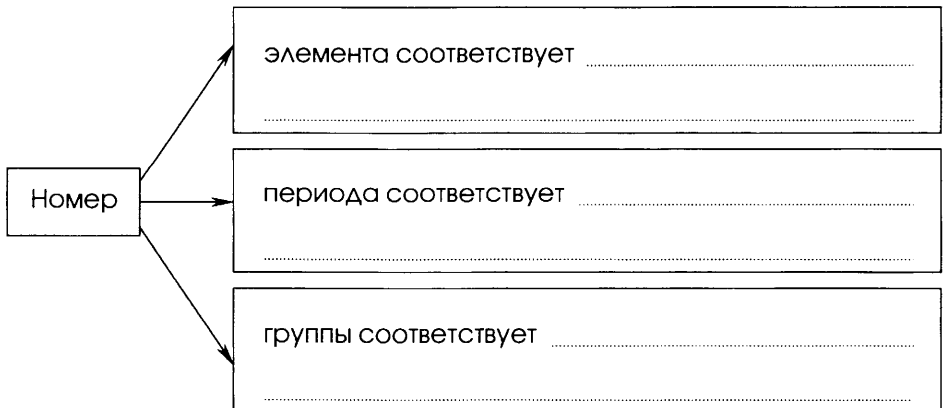 элемента соответствует
Номер
периода соответствует
группы соответствует